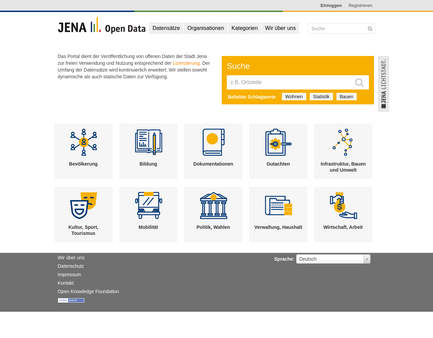 Einloggen Registrieren
JENA Open Data
Datensätze Organisationen Kategorien Wir über uns
Suche
Das Portal dient der Veröffentlichung von offenen Daten der Stadt Jena
zur freien Verwendung und Nutzung entsprechend der Lizenzierung. Der
Umfang der Datensätze wird kontinuierlich erweitert. Wir stellen sowohl
dynamische als auch statische Daten zur Verfügung.
Suche
z.B. Ortsteile
Beliebte Schlagworte Wohnen Statistik Bauen
JENA LICHTSTADT.
Bevölkerung
Bildung
Dokumentationen
Gutachten
Infrastruktur, Bauen
und Umwelt
Kultur, Sport,
Tourismus
Mobilität
Politik, Wahlen
Verwaltung, Haushalt
Wirtschaft, Arbeit
Wir über uns
Datenschutz
Impressum
Kontakt
Open Knowledge Foundation
Sprache: Deutsch